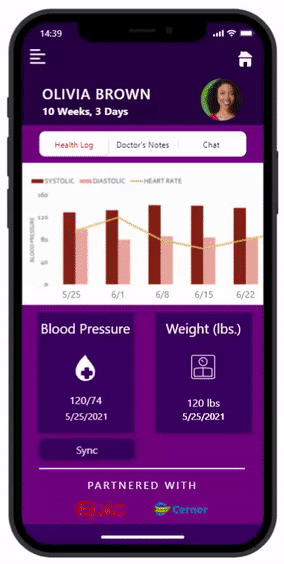 14:39
OLIVIA BROWN
10 Weeks, 3 Days
Health Log
Doctor's Notes
Chat
SYSTOLIC DIASTOLIC HEART RATE
BLOOD PRESSURE
160
120
80
40
0
5/25 6/1 6/8 6/15 6/22
Blood Pressure
120/74
5/25/2021
Weight (lbs.)
120 lbs
5/25/2021
Sync
PARTNERED WITH
Epic
Cerner